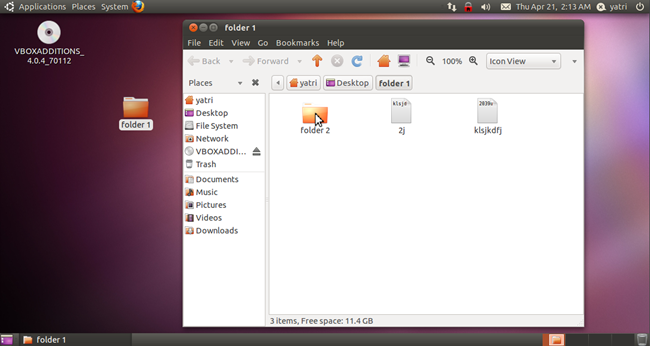 Applications Places System
Thu Apr 21, 2:13 AM
yatri
VBOXADDITIONS_
4.0.4_70112
folder 1
folder 1
File Edit View Go Bookmarks Help
Back
Forward
100%
Icon View
Places
yatri
Desktop
folder 1
yatri
Desktop
File System
Network
VBOXADDI...
Trash
Documents
Music
Pictures
Videos
Downloads
klsjd
2039u
folder 2
2j
klsjkdfj
3 items, Free space: 11.4 GB
folder 1